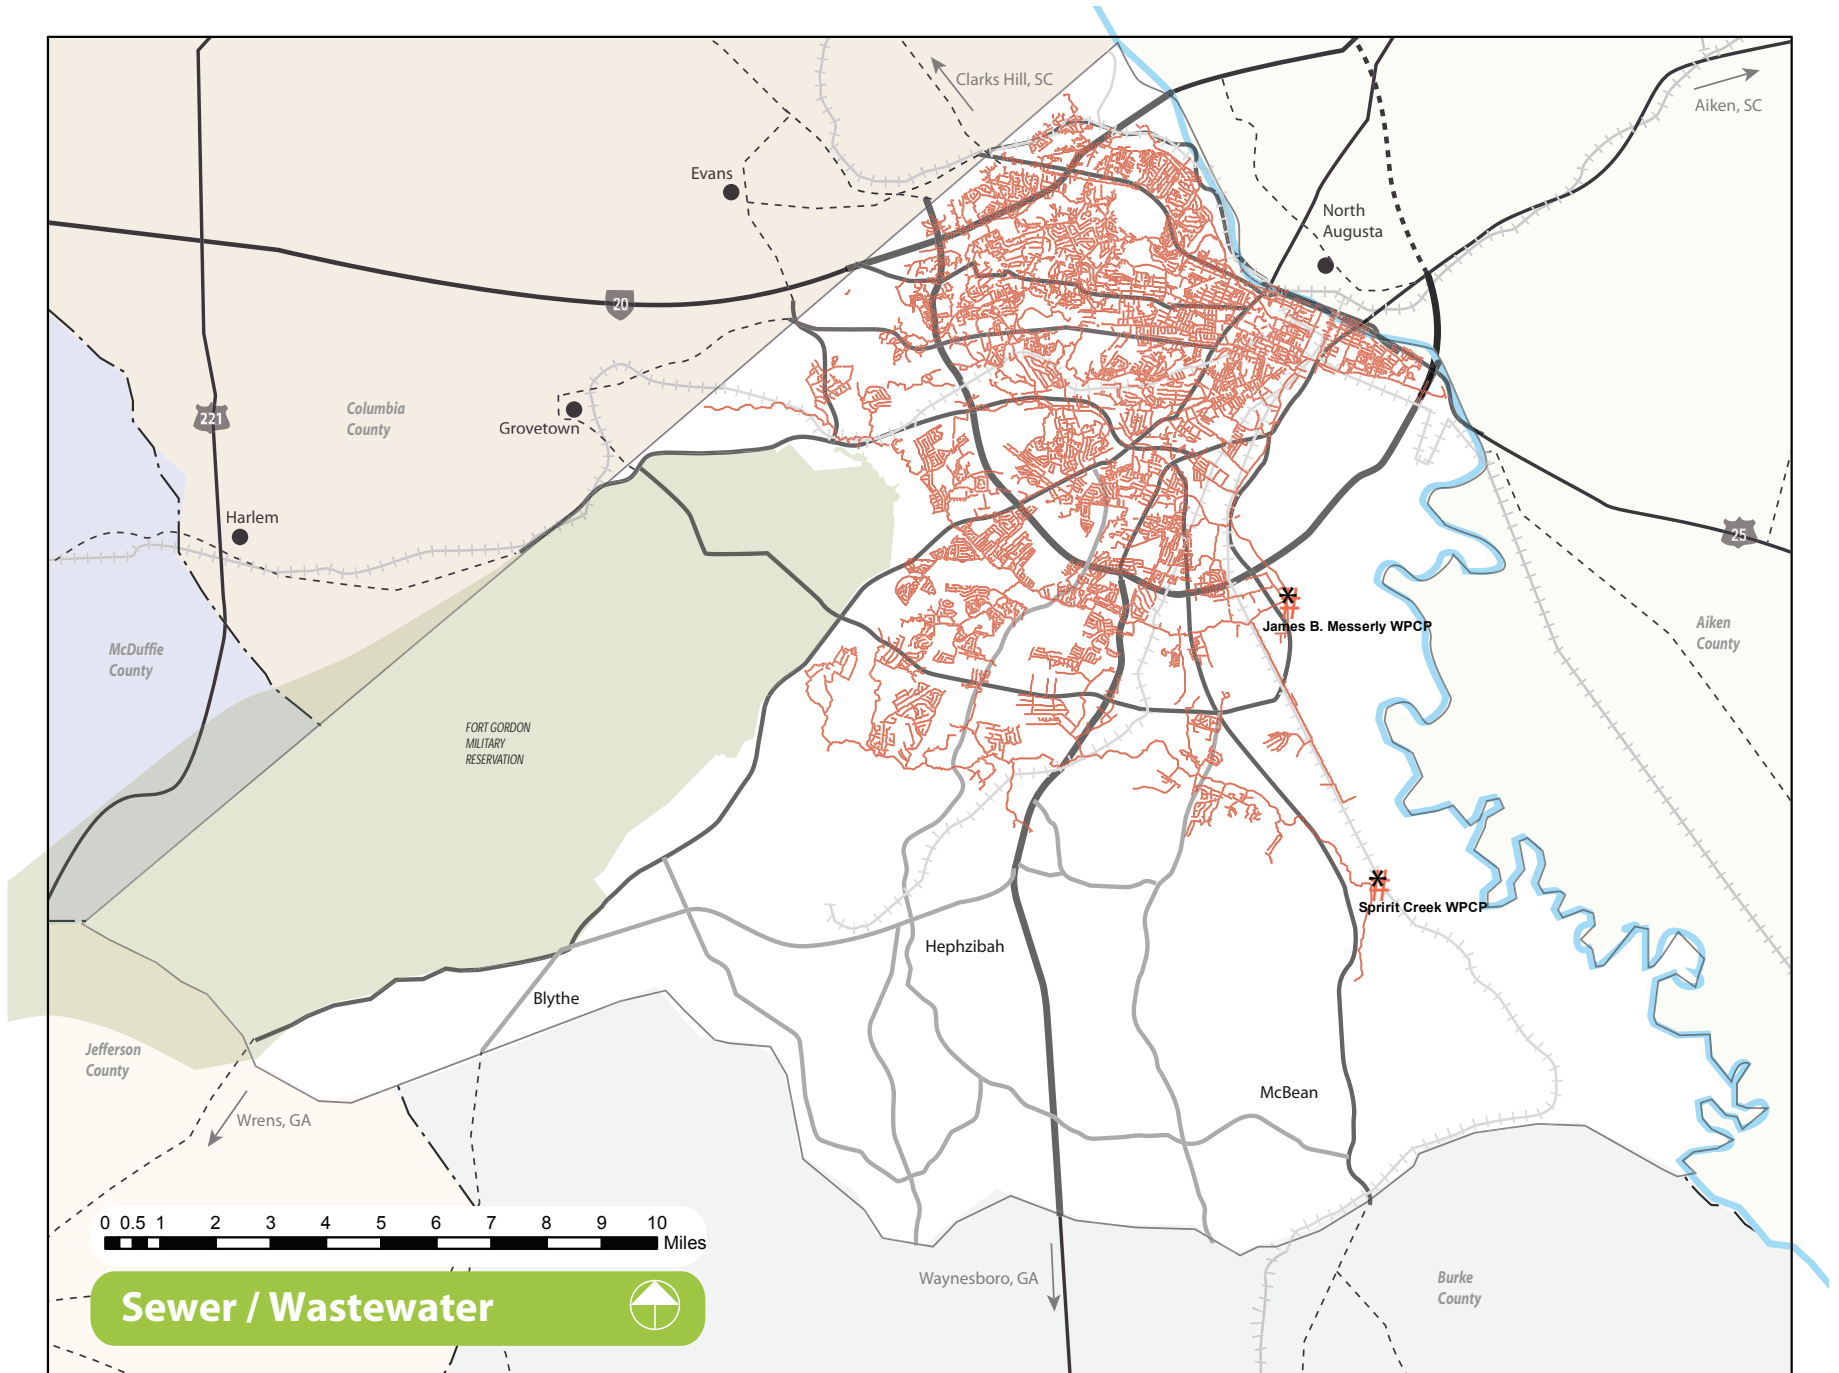 Clarks Hill, SC
Aiken, SC
Evans
North
Augusta
20
221
Columbia
County
Grovetown
Harlem
25
James B. Messerly WPCP
McDuffie
County
Aiken
County
FORT GORDON
MILITARY
RESERVATION
Spririt Creek WPCP
Hephzibah
Blythe
Jefferson
County
McBean
Wrens, GA
0 0.5 1 2 3 4 5 6 7 8 9 10
Miles
Waynesboro, GA
Burke
County
Sewer / Wastewater